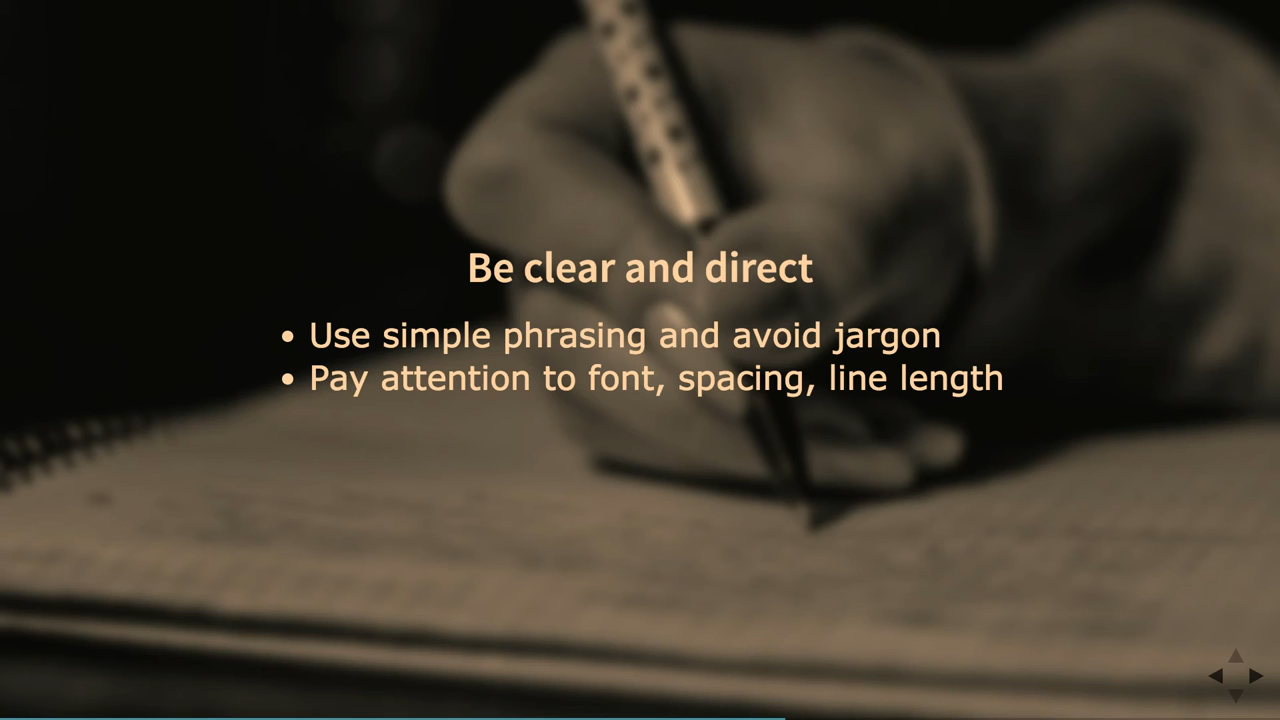 Be clear and direct
• Use simple phrasing and avoid jargon
• Pay attention to font, spacing, line length